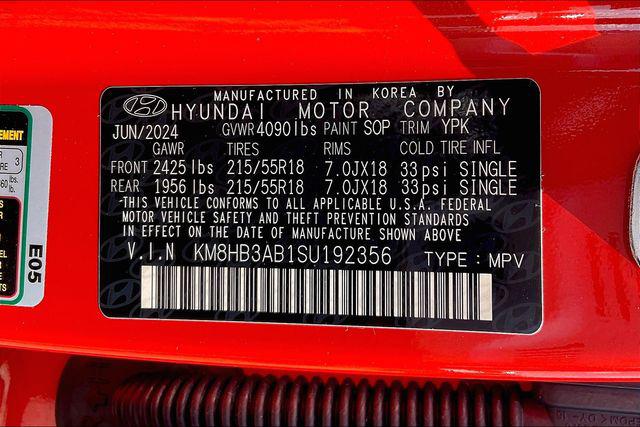 MANUFACTURED IN KOREA BY
HYUNDAI MOTOR COMPANY
JUN/2024 GVWR 4090lbs PAINT SOP TRIM YPK
GAWR TIRES RIMS COLD TIRE INFL
FRONT 2425 lbs 215/55R18 7.0JX18 33psi SINGLE
REAR 1956 lbs 215/55R18 7.0JX18 33psi SINGLE
-THIS VEHICLE CONFORMS TO ALL APPLICABLE U.S.A. FEDERAL
MOTOR VEHICLE SAFETY AND THEFT PREVENTION STANDARDS
IN EFFECT ON THE DATE OF MANUFACTURE SHOWN ABOVE
V.I.N KM8HB3AB1SU192356 TYPE : MPV
3
lbs.
kg.
E05